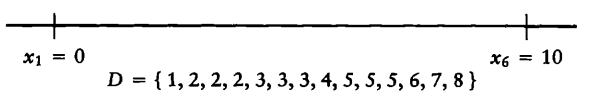 x₁ = 0 x₆ = 10
D = { 1, 2, 2, 2, 3, 3, 3, 4, 5, 5, 5, 6, 7, 8 }